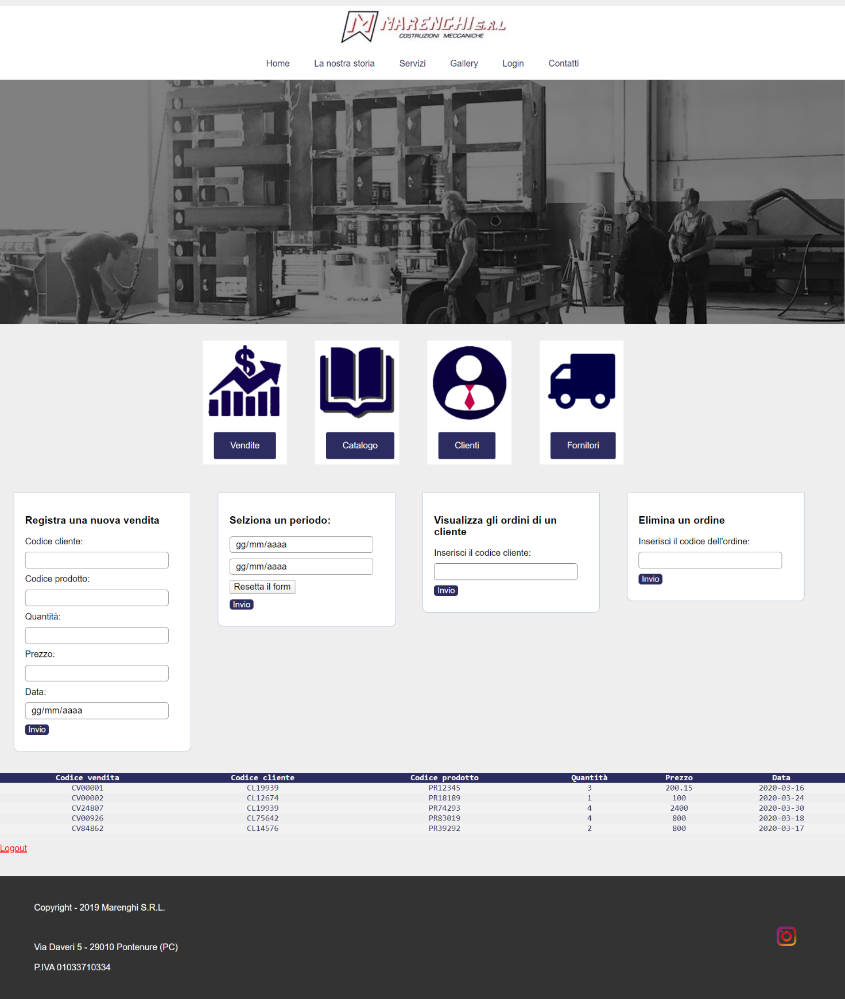 MARENGHI S.R.L
COSTRUZIONI MECCANICHE
Home La nostra storia Servizi Gallery Login Contatti
bertoja
Vendite Catalogo Clienti Fornitori
Registra una nuova vendita
Codice cliente:
Codice prodotto:
Quantità:
Prezzo:
Data:
gg/mm/aaaa
Invio
Selziona un periodo:
gg/mm/aaaa
gg/mm/aaaa
Resetta il form
Invio
Visualizza gli ordini di un
cliente
Inserisci il codice cliente:
Invio
Elimina un ordine
Inserisci il codice dell'ordine:
Invio
Codice vendita Codice cliente Codice prodotto Quantità Prezzo Data
CV00001 CL19939 PR12345 3 200.15 2020-03-16
CV00002 CL12674 PR18189 1 100 2020-03-24
CV24807 CL19939 PR74293 4 2400 2020-03-30
CV00926 CL75642 PR83019 4 800 2020-03-18
CV84862 CL14576 PR39292 2 800 2020-03-17
Logout
Copyright - 2019 Marenghi S.R.L.
Via Daveri 5 - 29010 Pontenure (PC)
P.IVA 01033710334